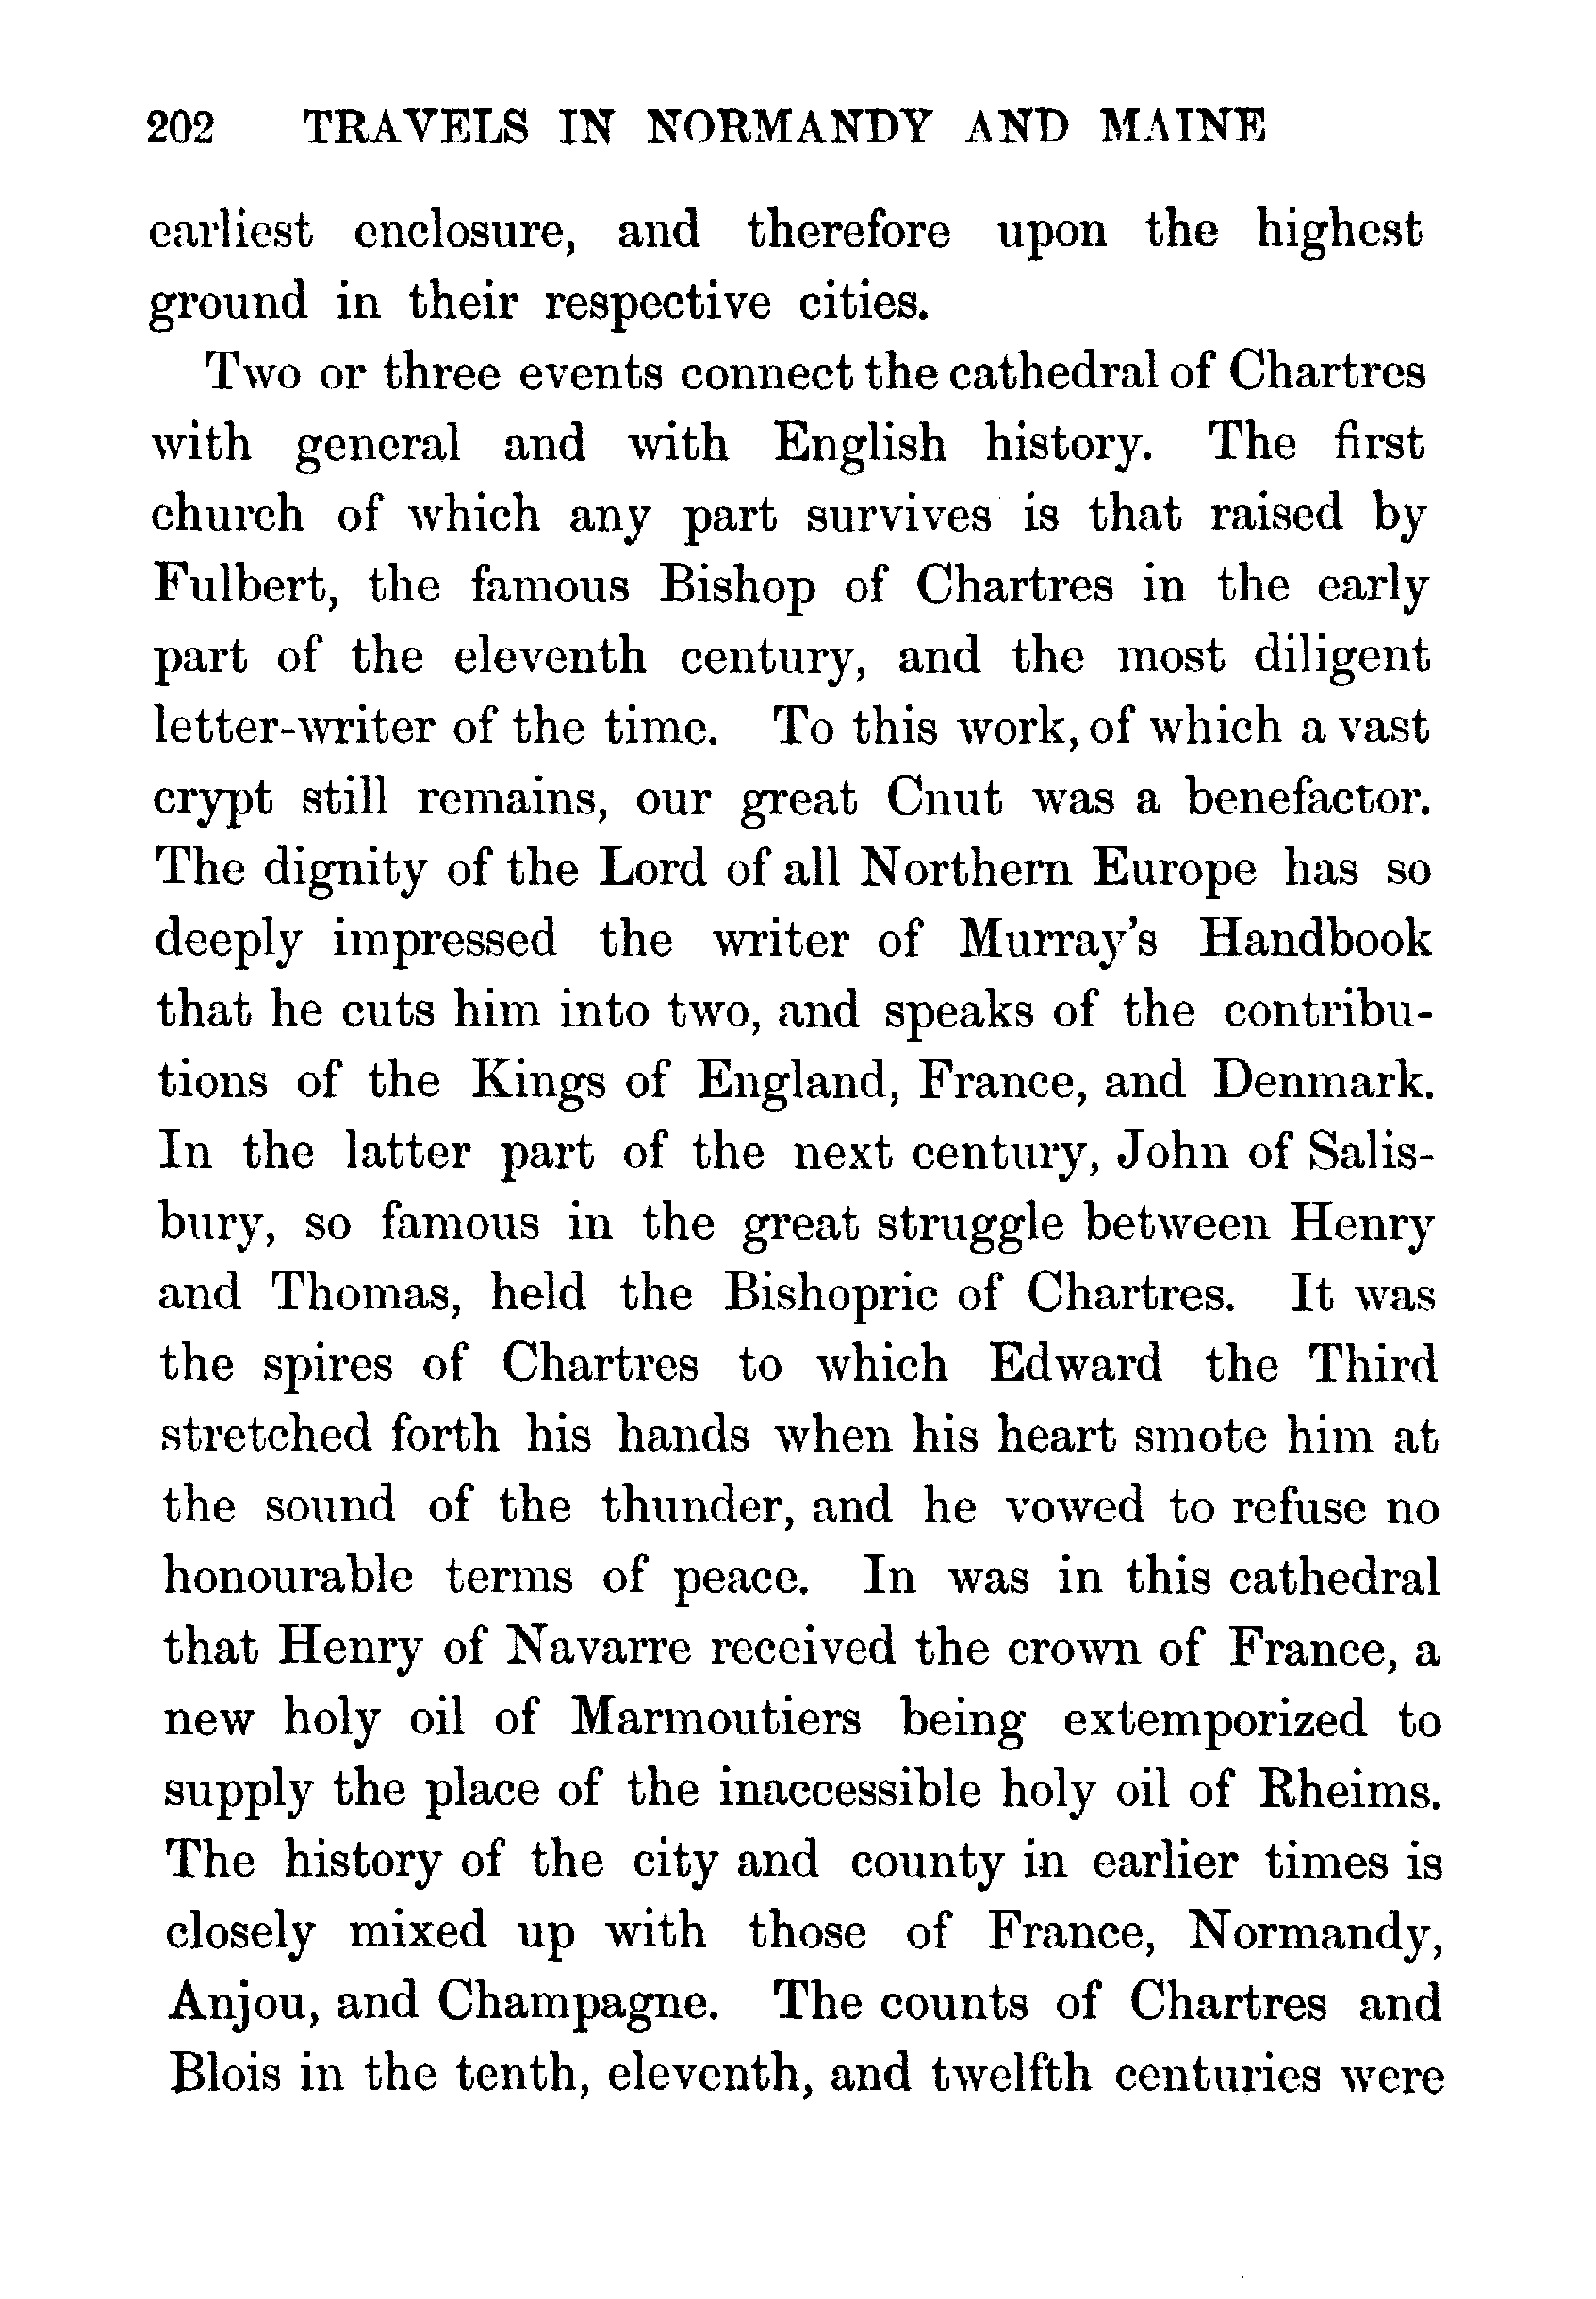 202 TRAVELS IN NORMANDY AND MAINE
earliest enclosure, and therefore upon the highest
ground in their respective cities.
Two or three events connect the cathedral of Chartres
with general and with English history. The first
church of which any part survives is that raised by
Fulbert, the famous Bishop of Chartres in the early
part of the eleventh century, and the most diligent
letter-writer of the time. To this work, of which a vast
crypt still remains, our great Cnut was a benefactor.
The dignity of the Lord of all Northern Europe has so
deeply impressed the writer of Murray's Handbook
that he cuts him into two, and speaks of the contribu-
tions of the Kings of England, France, and Denmark.
In the latter part of the next century, John of Salis-
bury, so famous in the great struggle between Henry
and Thomas, held the Bishopric of Chartres. It was
the spires of Chartres to which Edward the Third
stretched forth his hands when his heart smote him at
the sound of the thunder, and he vowed to refuse no
honourable terms of peace. In was in this cathedral
that Henry of Navarre received the crown of France, a
new holy oil of Marmoutiers being extemporized to
supply the place of the inaccessible holy oil of Rheims.
The history of the city and county in earlier times is
closely mixed up with those of France, Normandy,
Anjou, and Champagne. The counts of Chartres and
Blois in the tenth, eleventh, and twelfth centuries were